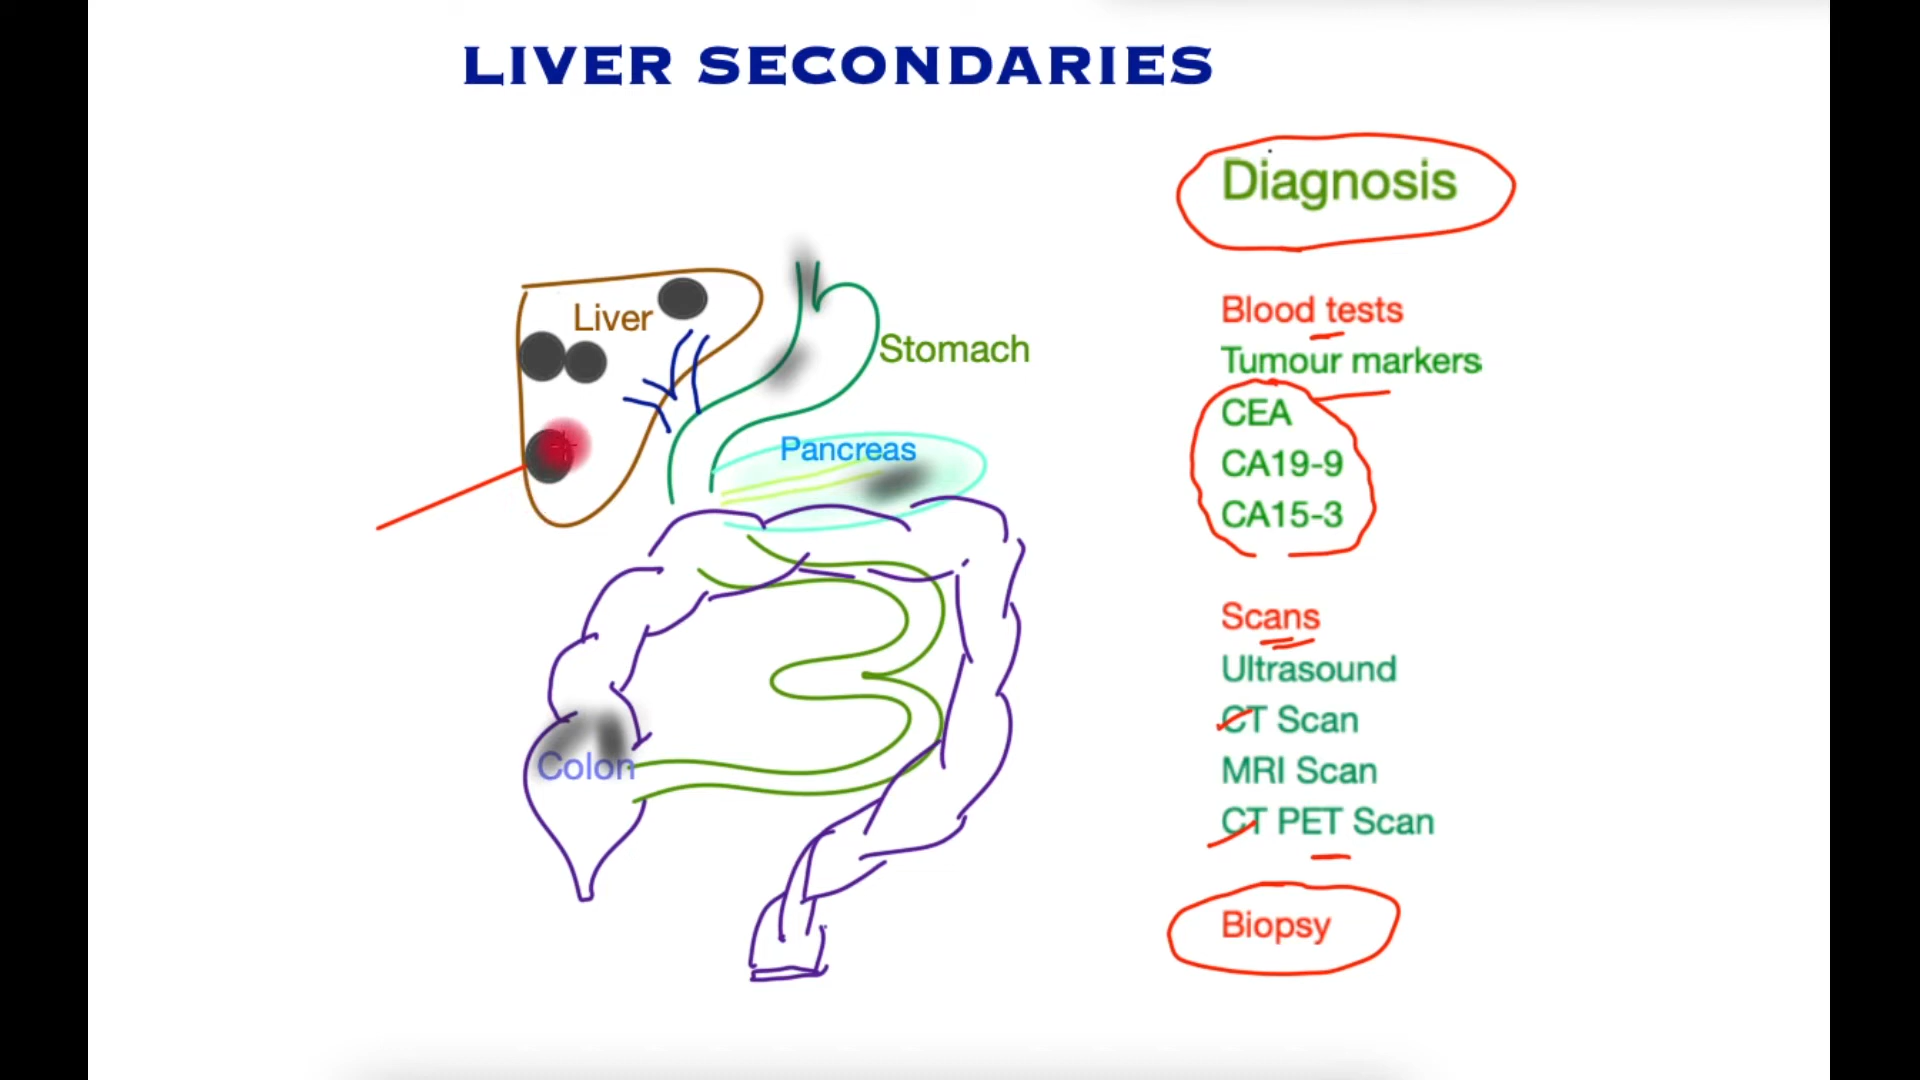 LIVER SECONDARIES
Diagnosis
Liver
Stomach
Pancreas
Colon
Blood tests
Tumour markers
CEA
CA19-9
CA15-3
Scans
Ultrasound
CT Scan
MRI Scan
CT PET Scan
Biopsy